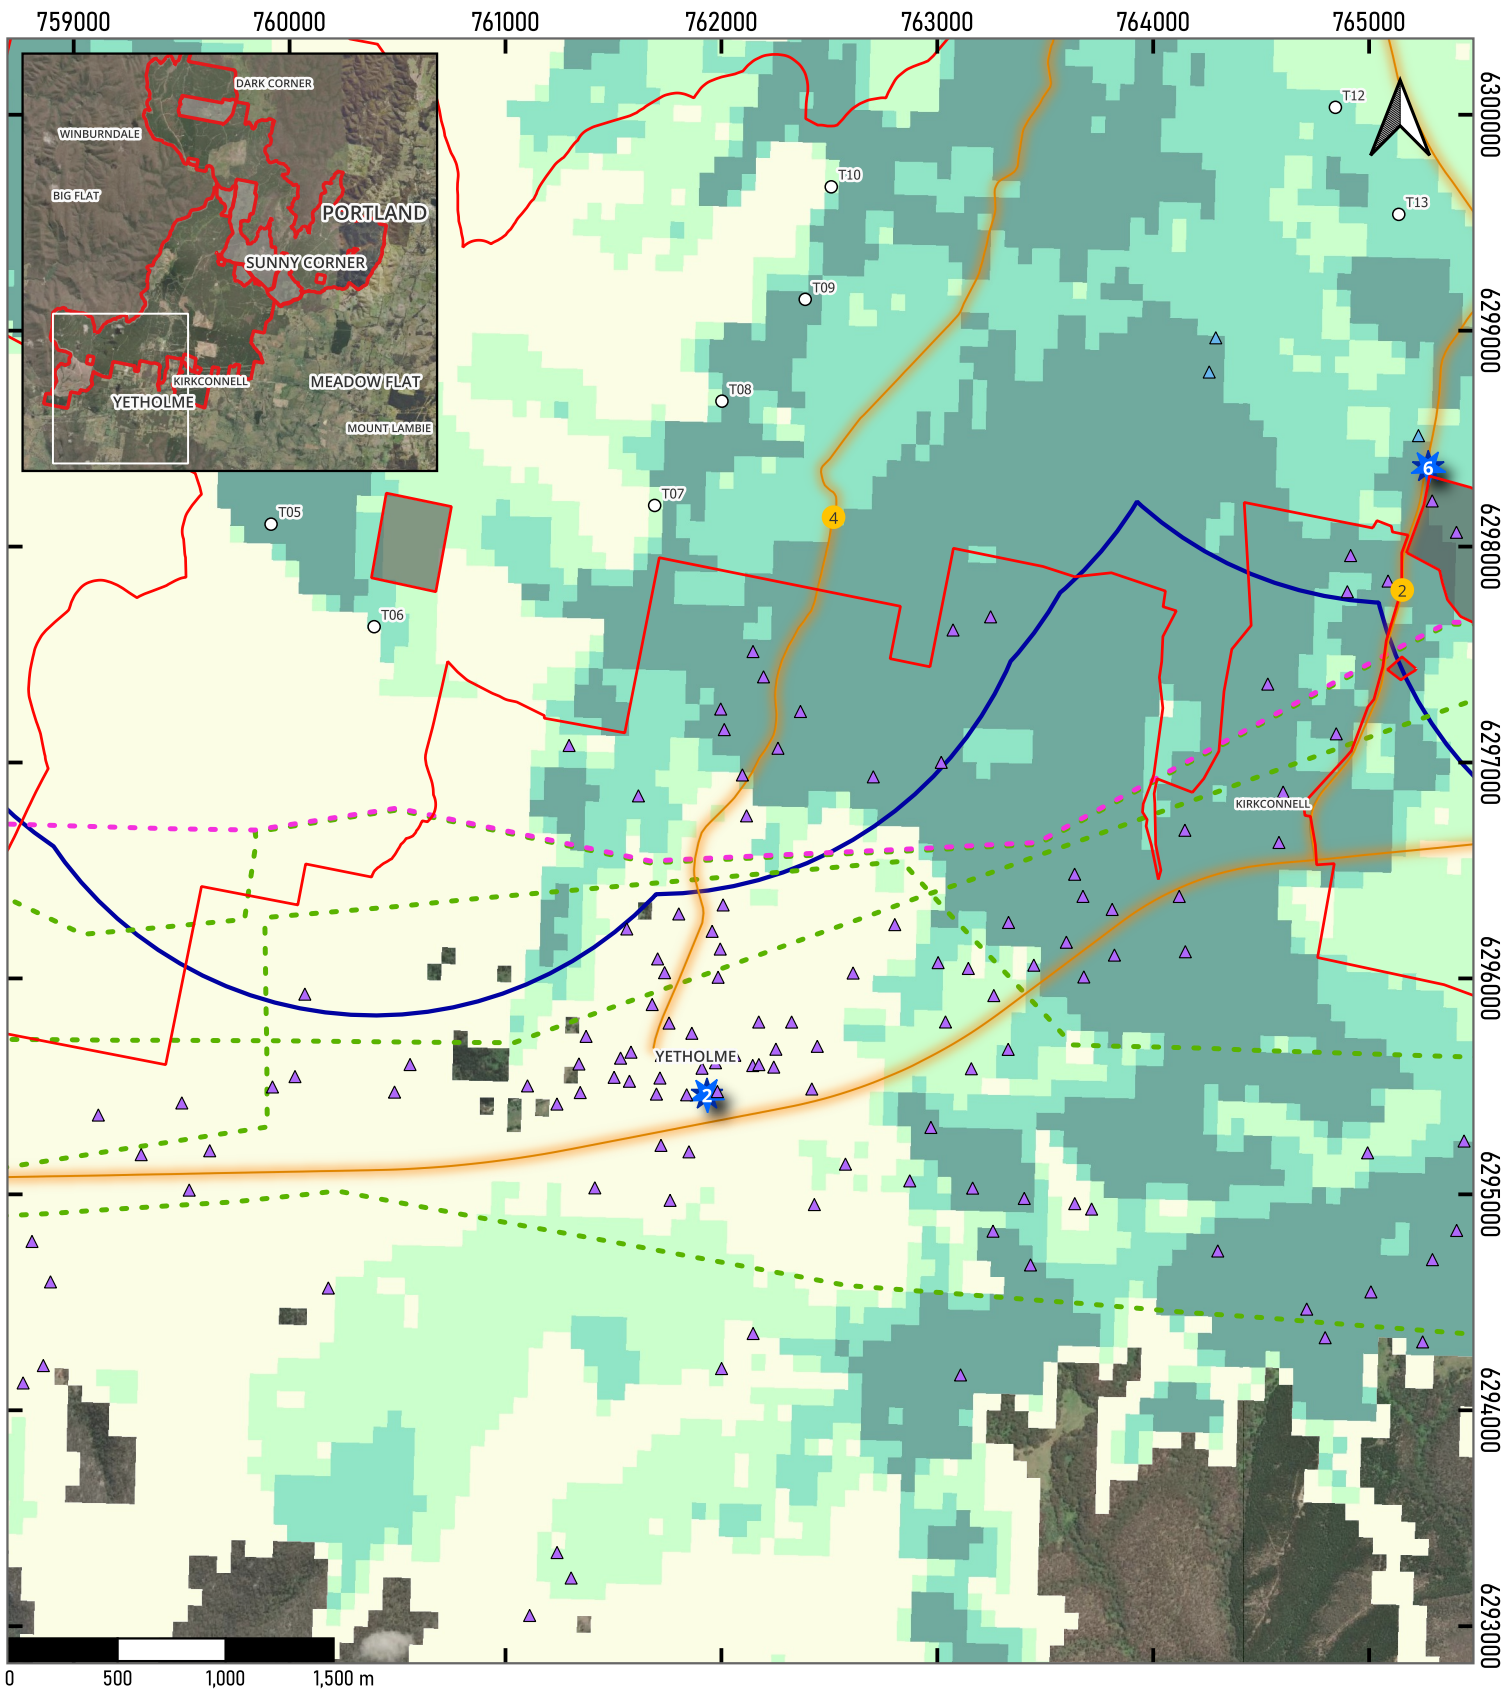 759000 760000 761000 762000 763000 764000 765000
DARK CORNER
WINBURNDALE
BIG FLAT
PORTLAND
SUNNY CORNER
KIRKCONNELL
MEADOW FLAT
YETHOLME
MOUNT LAMBIE
T12
T10
T13
T09
T08
T07
T05
T06
6
4
2
KIRKCONNELL
YETHOLME
2
6300000
6299000
6298000
6297000
6296000
6295000
6294000
6293000
0 500 1,000 1,500 m